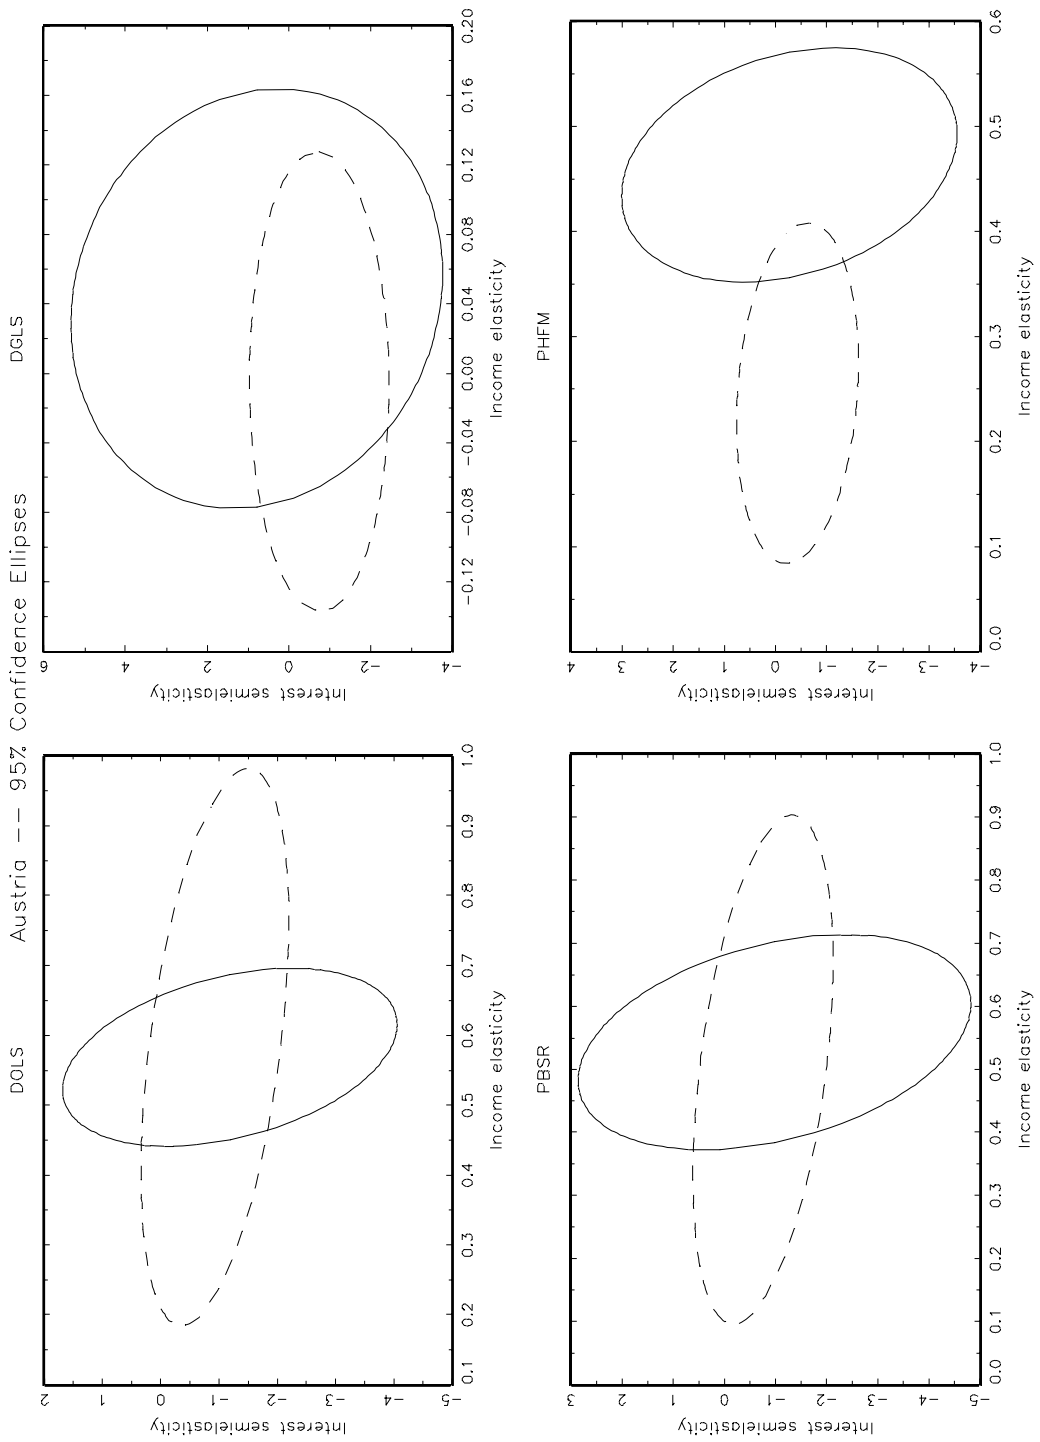 Austria -- 95% Confidence Ellipses
DOLS
Interest semielasticity
2
1
0
-1
-2
-3
-4
-5
0.1 0.2 0.3 0.4 0.5 0.6 0.7 0.8 0.9 1.0
Income elasticity
DGLS
Interest semielasticity
6
4
2
0
-2
-4
-0.12 -0.08 -0.04 0.00 0.04 0.08 0.12 0.16 0.20
Income elasticity
PBSR
Interest semielasticity
3
2
1
0
-1
-2
-3
-4
-5
0.0 0.1 0.2 0.3 0.4 0.5 0.6 0.7 0.8 0.9 1.0
Income elasticity
PHFM
Interest semielasticity
4
3
2
1
0
-1
-2
-3
-4
0.0 0.1 0.2 0.3 0.4 0.5 0.6
Income elasticity